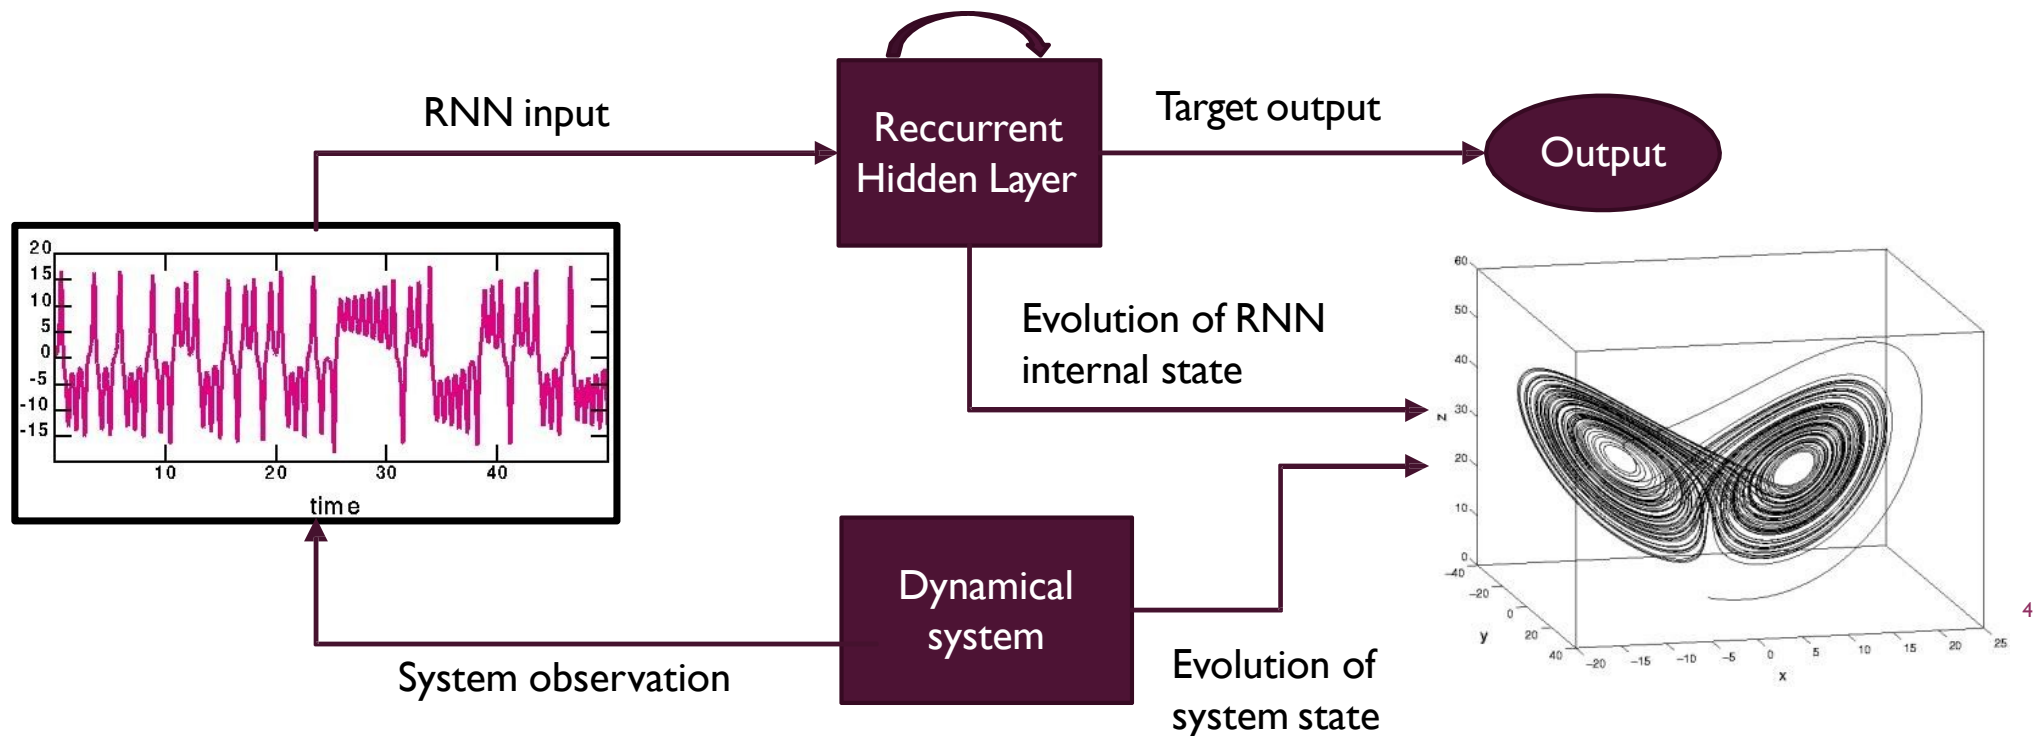 RNN input
Reccurrent
Hidden Layer
Target output
Output
20
15
10
5
0
-5
-10
-15
10 20 30 40
time
Evolution of RNN
internal state
60
50
40
z 30
20
10
0
-40
-20
0
20
40
y
-20 -15 -10 -5 0 5 10 15 20 25
x
Dynamical
system
System observation
Evolution of
system state
4